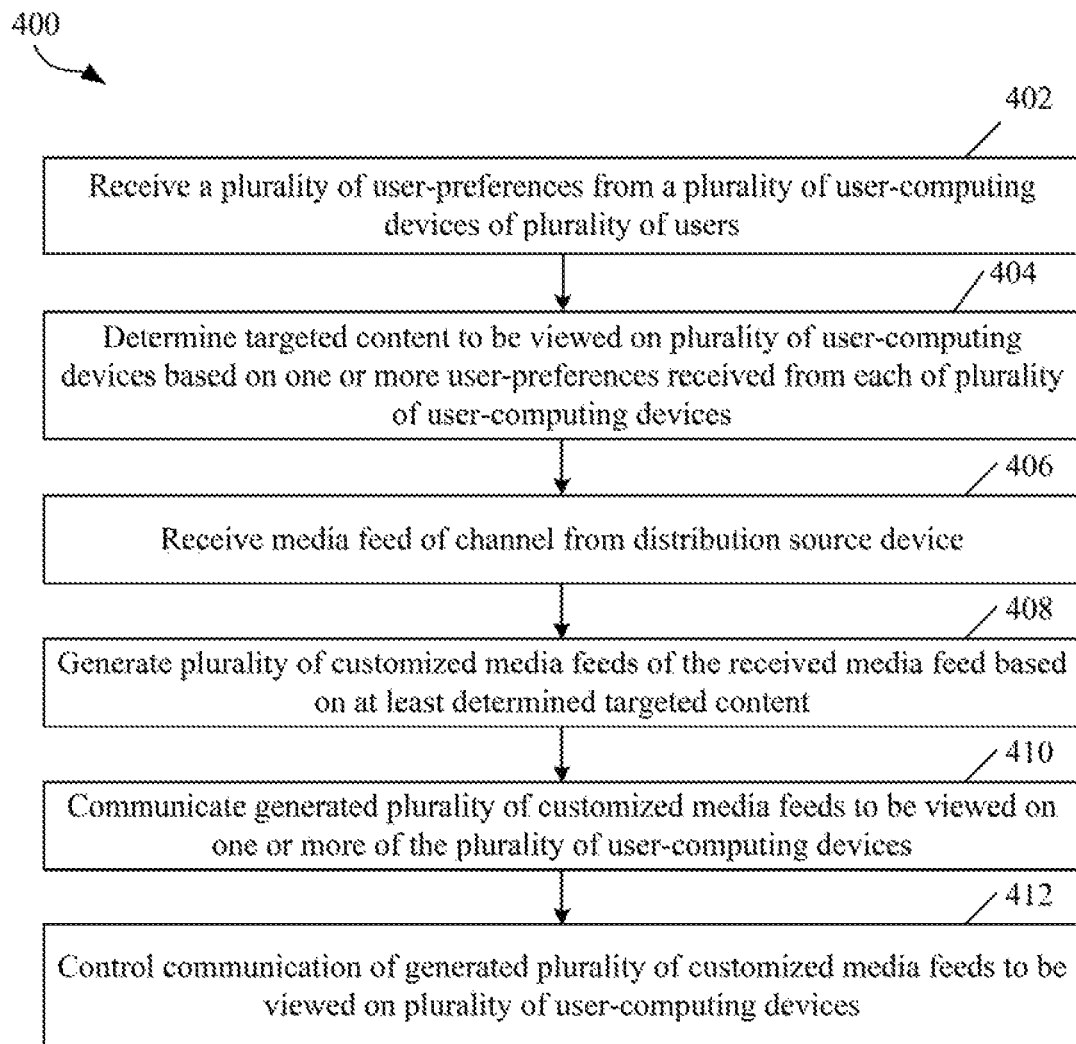 400
402
Receive a plurality of user-preferences from a plurality of user-computing
devices of plurality of users
404
Determine targeted content to be viewed on plurality of user-computing
devices based on one or more user-preferences received from each of plurality
of user-computing devices
406
Receive media feed of channel from distribution source device
408
Generate plurality of customized media feeds of the received media feed based
on at least determined targeted content
410
Communicate generated plurality of customized media feeds to be viewed on
one or more of the plurality of user-computing devices
412
Control communication of generated plurality of customized media feeds to be
viewed on plurality of user-computing devices